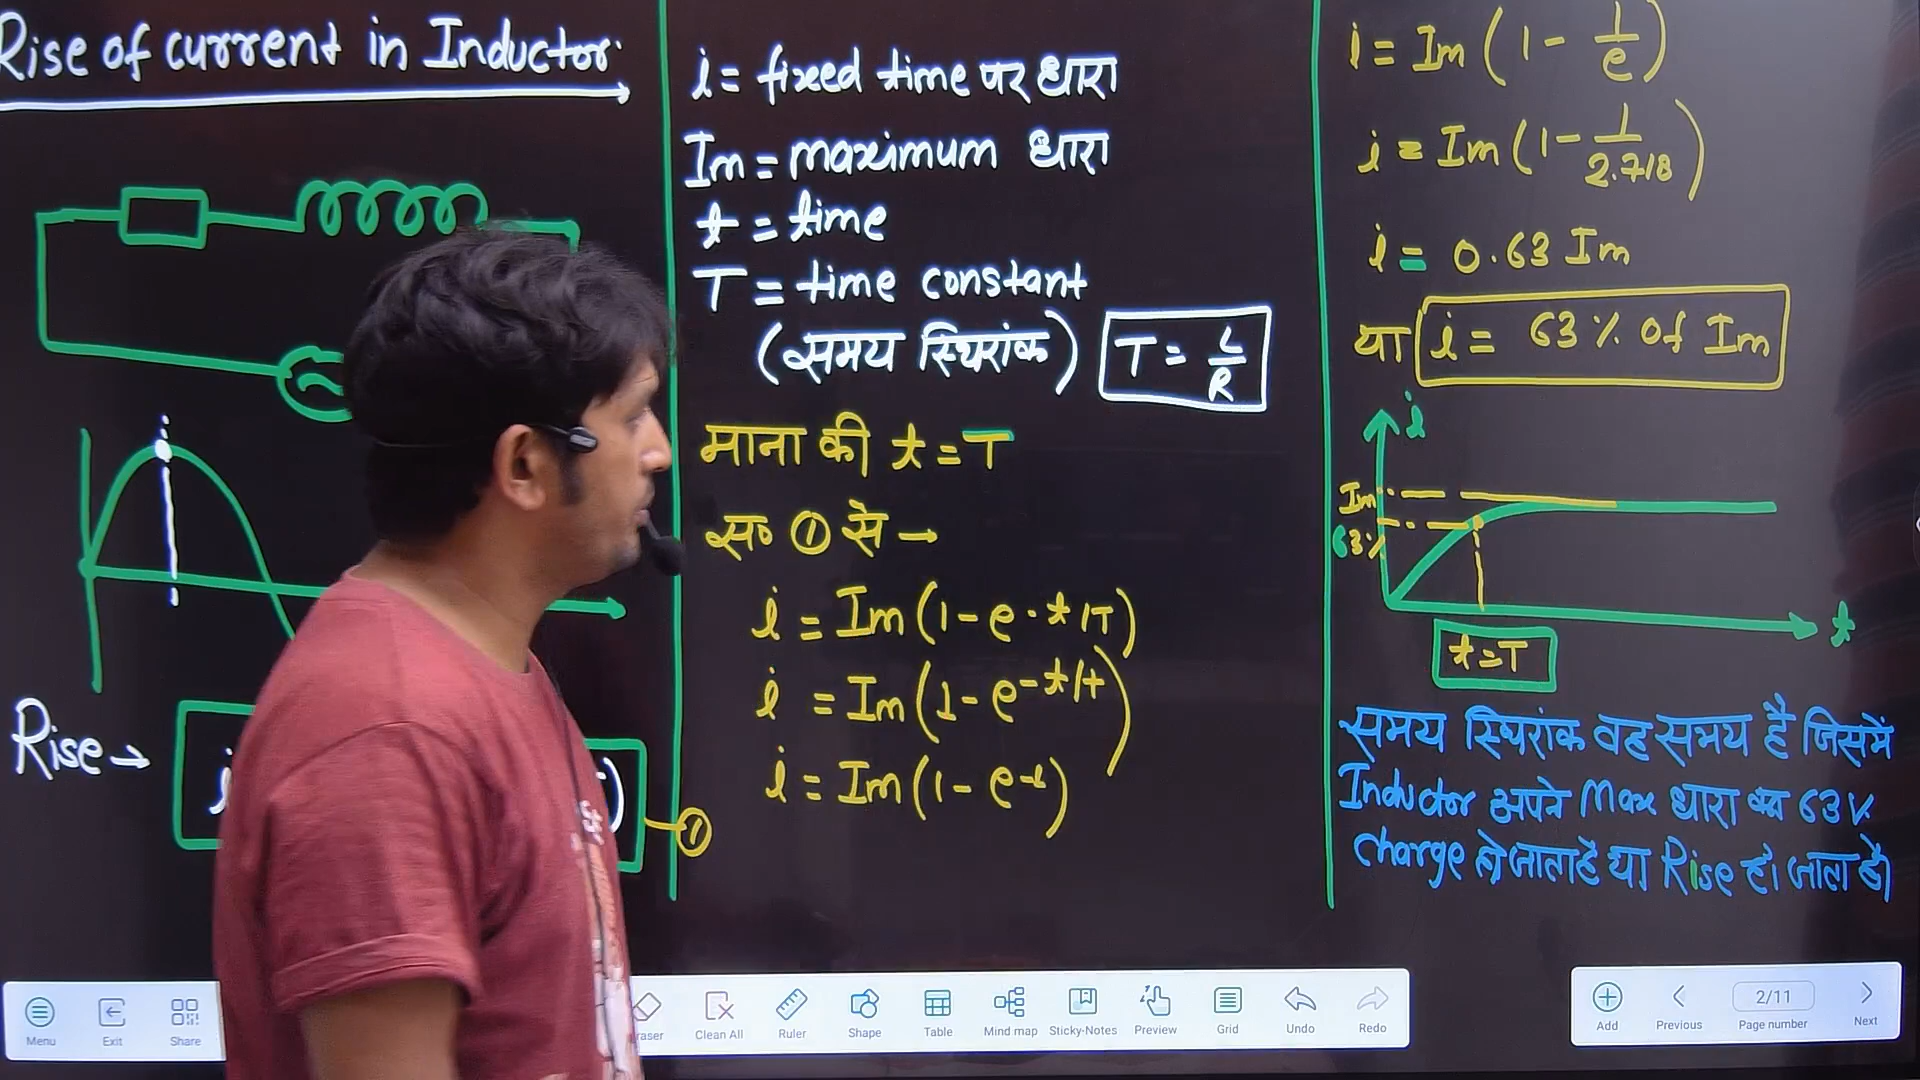 Rise of current in Inductor
Rise →
①
i = fixed time पर धारा
Im = maximum धारा
t = time
T = time constant
(समय स्थिरांक)
T = L/R
माना की t = T
स० ① से →
i = Im (1 - e - t/T)
i = Im (1 - e^-t/t)
i = Im (1 - e^-1)
i = Im (1 - 1/e)
i = Im (1 - 1/2.718)
i = 0.63 Im
या i = 63 % Of Im
i
Im
63%
t
t = T
समय स्थिरांक वह समय है जिसमें
Inductor अपने Max धारा का 63%
charge हो जाता है या Rise हो जाता है।
Menu
Exit
Share
Clean All
Ruler
Shape
Table
Mind map
Sticky-Notes
Preview
Grid
Undo
Redo
Add
Previous
2/11
Page number
Next